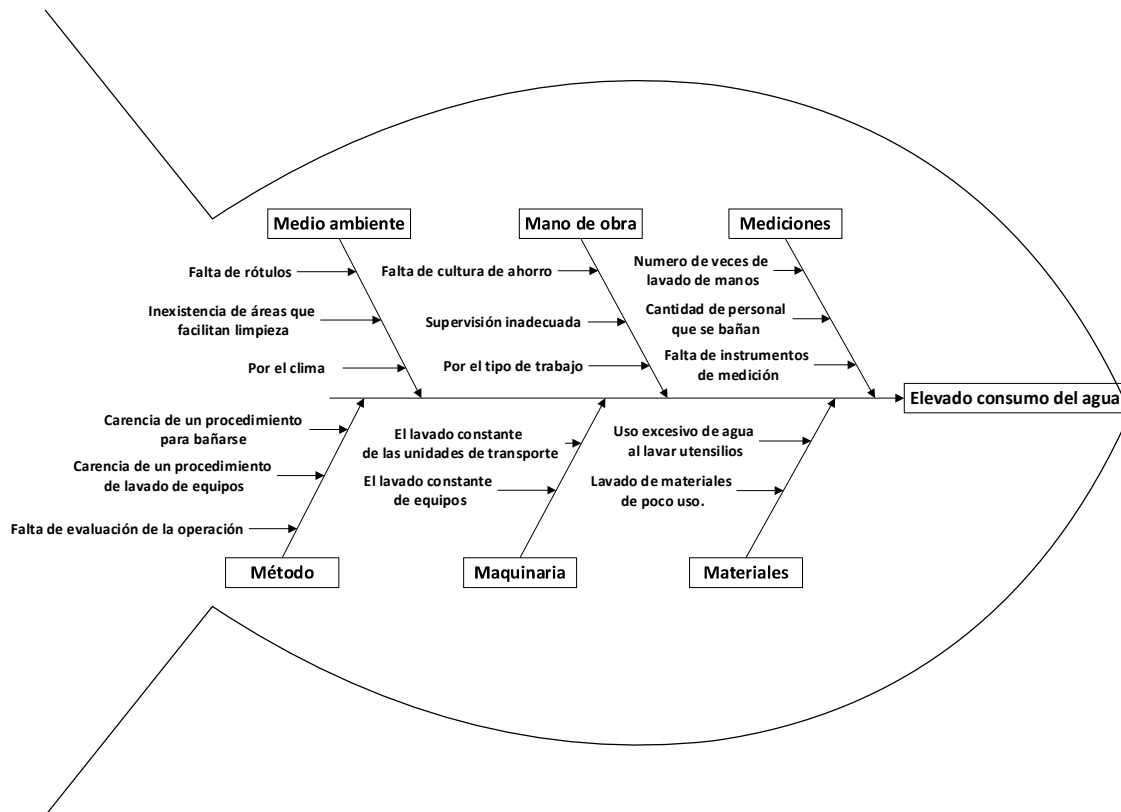 Medio ambiente
Mano de obra
Mediciones
Falta de rótulos
Inexistencia de áreas que
facilitan limpieza
Por el clima
Falta de cultura de ahorro
Supervisión inadecuada
Por el tipo de trabajo
Numero de veces de
lavado de manos
Cantidad de personal
que se bañan
Falta de instrumentos
de medición
Elevado consumo del agua
Carencia de un procedimiento
para bañarse
Carencia de un procedimiento
de lavado de equipos
Falta de evaluación de la operación
El lavado constante
de las unidades de transporte
El lavado constante
de equipos
Uso excesivo de agua
al lavar utensilios
Lavado de materiales
de poco uso.
Método
Maquinaria
Materiales